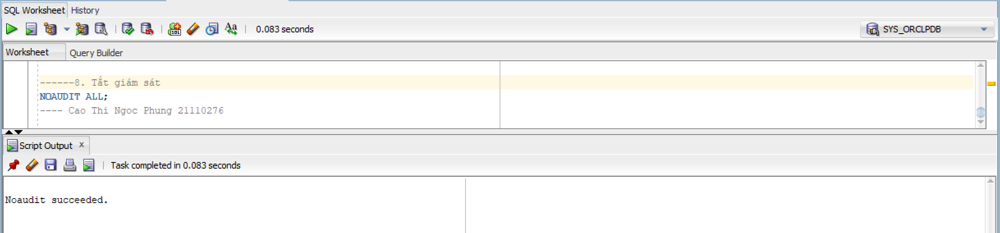 SQL Worksheet History
0.083 seconds
SYS_ORCLPDB
Worksheet Query Builder
------8. Tắt giám sát
NOAUDIT ALL;
---- Cao Thi Ngoc Phung 21110276
Script Output x
Task completed in 0.083 seconds
Noaudit succeeded.